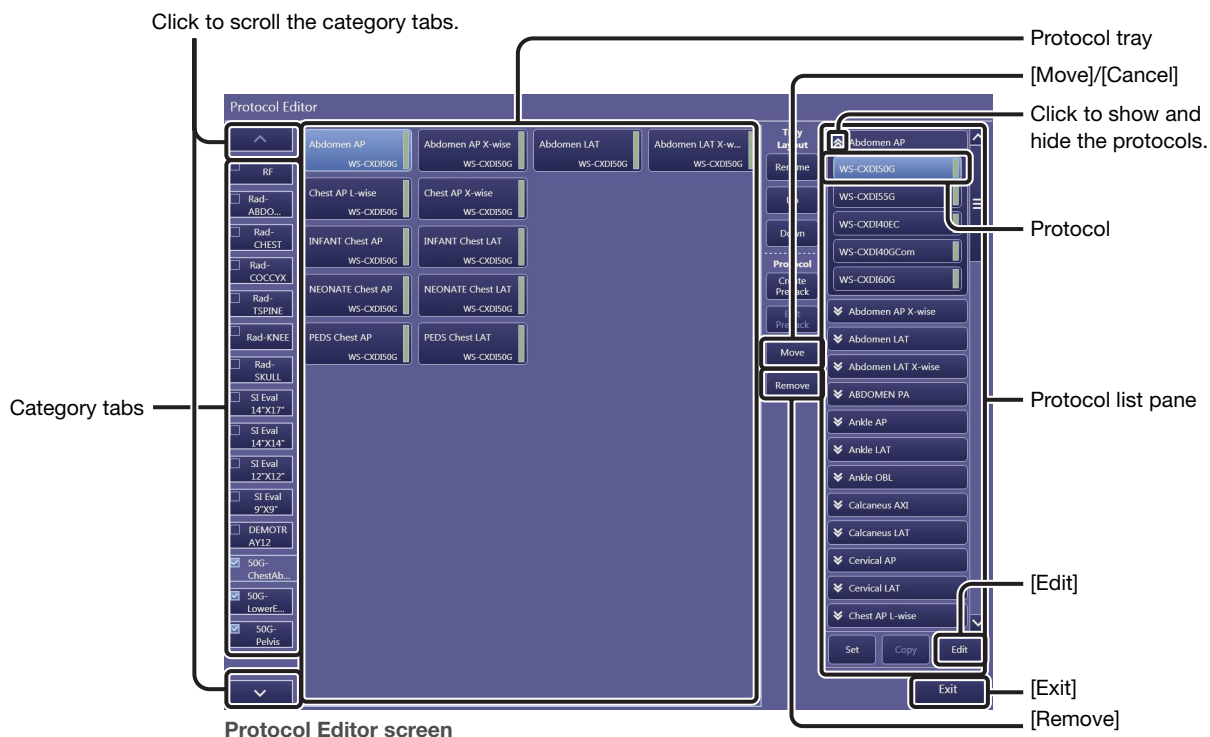 Click to scroll the category tabs.
Protocol tray
[Move]/[Cancel]
Click to show and
hide the protocols.
Protocol
Category tabs
Protocol list pane
[Edit]
[Exit]
[Remove]
Protocol Editor
RF
Rad-
ABDO...
Rad-
CHEST
Rad-
COCCYX
Rad-
TSPINE
Rad-KNEE
Rad-
SKULL
SI Eval
14"X17"
SI Eval
14"X14"
SI Eval
12"X12"
SI Eval
9"X9"
DEMOTR
AY12
50G-
ChestAb...
50G-
LowerE...
50G-
Pelvis
Abdomen AP
WS-CXDI50G
Abdomen AP X-wise
WS-CXDI50G
Abdomen LAT
WS-CXDI50G
Abdomen LAT X-w...
WS-CXDI50G
Chest AP L-wise
WS-CXDI50G
Chest AP X-wise
WS-CXDI50G
INFANT Chest AP
WS-CXDI50G
INFANT Chest LAT
WS-CXDI50G
NEONATE Chest AP
WS-CXDI50G
NEONATE Chest LAT
WS-CXDI50G
PEDS Chest AP
WS-CXDI50G
PEDS Chest LAT
WS-CXDI50G
Layout
Down
Protocol
Move
Remove
Abdomen AP
WS-CXDI50G
WS-CXDI55G
WS-CXDI40EC
WS-CXDI40GCom
WS-CXDI60G
Abdomen AP X-wise
Abdomen LAT
Abdomen LAT X-wise
ABDOMEN PA
Ankle AP
Ankle LAT
Ankle OBL
Calcaneus AXI
Calcaneus LAT
Cervical AP
Cervical LAT
Chest AP L-wise
Set
Copy
Edit
Exit
Protocol Editor screen